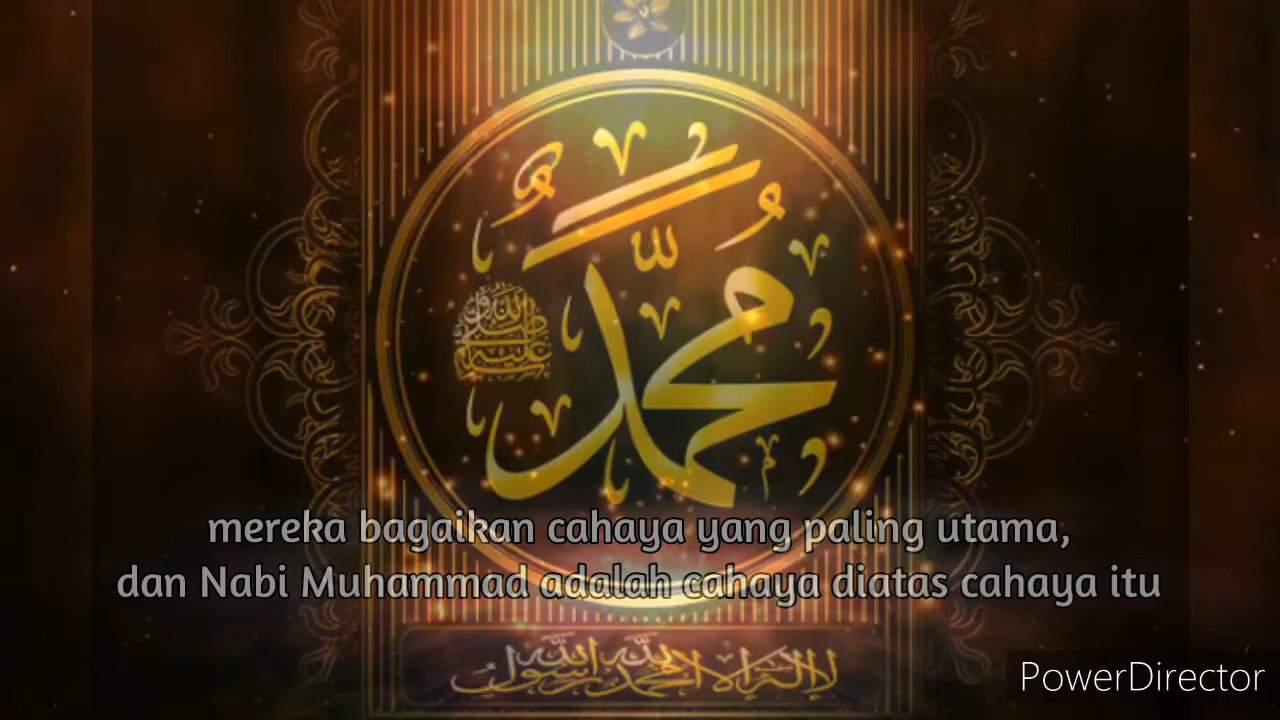 محمد
صلى الله عليه وسلم
mereka bagaikan cahaya yang paling utama,
dan Nabi Muhammad adalah cahaya diatas cahaya itu
لا إله إلا الله محمد رسول الله
PowerDirector